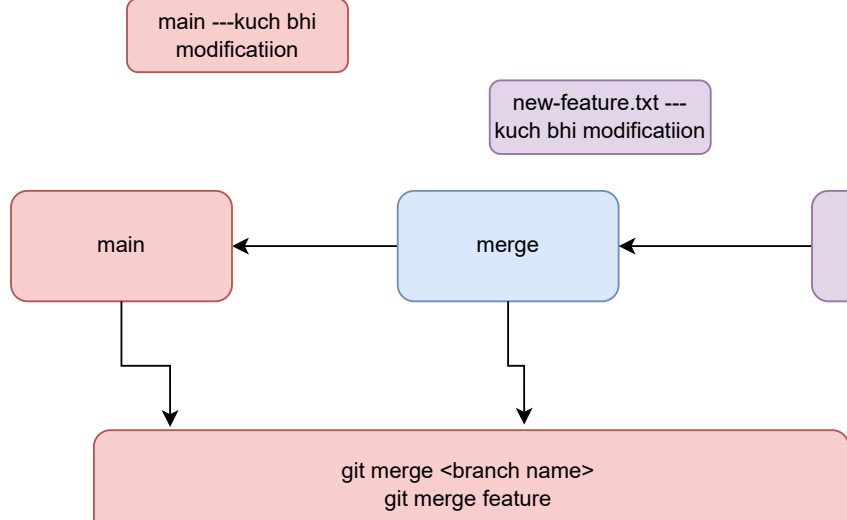 main ---kuch bhi
modificatiion
new-feature.txt ---
kuch bhi modificatiion
main
merge
git merge <branch name>
git merge feature